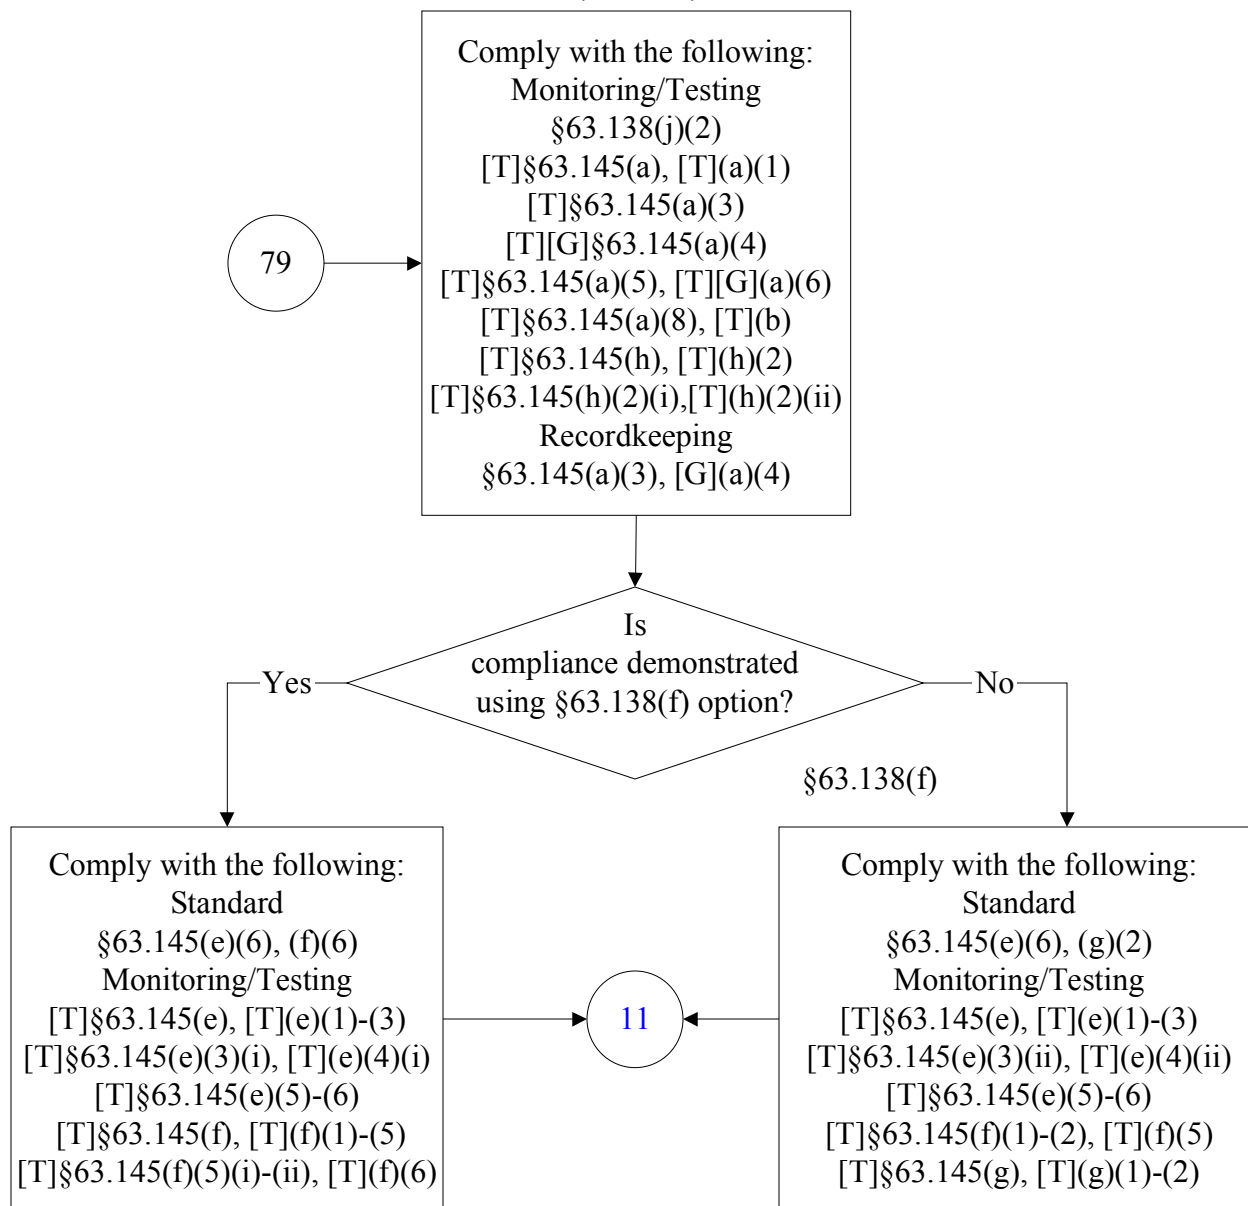 Comply with the following:
Monitoring/Testing
§63.138(j)(2)
[T]§63.145(a), [T](a)(1)
[T]§63.145(a)(3)
[T][G]§63.145(a)(4)
[T]§63.145(a)(5), [T][G](a)(6)
[T]§63.145(a)(8), [T](b)
[T]§63.145(h), [T](h)(2)
[T]§63.145(h)(2)(i),[T](h)(2)(ii)
Recordkeeping
§63.145(a)(3), [G](a)(4)
79
Is
compliance demonstrated
using §63.138(f) option?
Yes
No
§63.138(f)
Comply with the following:
Standard
§63.145(e)(6), (f)(6)
Monitoring/Testing
[T]§63.145(e), [T](e)(1)-(3)
[T]§63.145(e)(3)(i), [T](e)(4)(i)
[T]§63.145(e)(5)-(6)
[T]§63.145(f), [T](f)(1)-(5)
[T]§63.145(f)(5)(i)-(ii), [T](f)(6)
11
Comply with the following:
Standard
§63.145(e)(6), (g)(2)
Monitoring/Testing
[T]§63.145(e), [T](e)(1)-(3)
[T]§63.145(e)(3)(ii), [T](e)(4)(ii)
[T]§63.145(e)(5)-(6)
[T]§63.145(f)(1)-(2), [T](f)(5)
[T]§63.145(g), [T](g)(1)-(2)